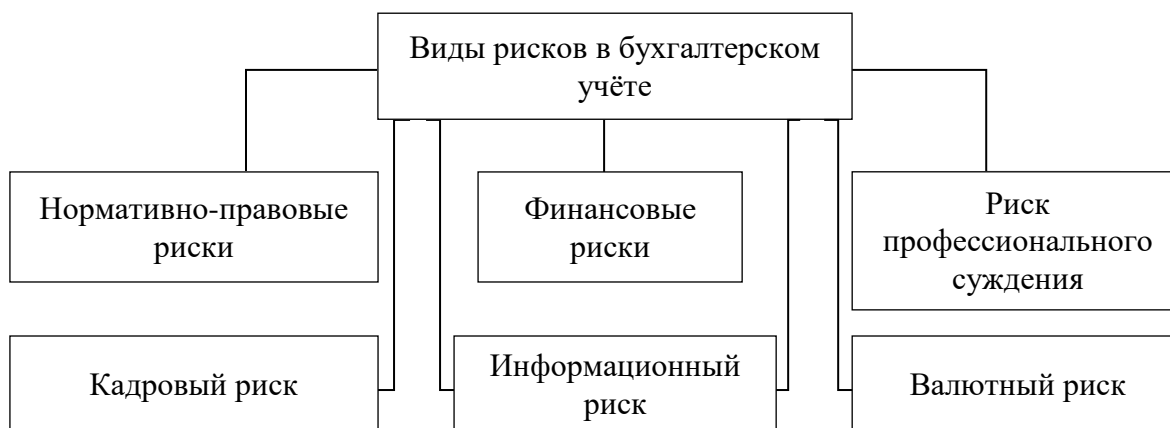 Виды рисков в бухгалтерском
учёте
Нормативно-правовые
риски
Финансовые
риски
Риск
профессионального
суждения
Кадровый риск
Информационный
риск
Валютный риск